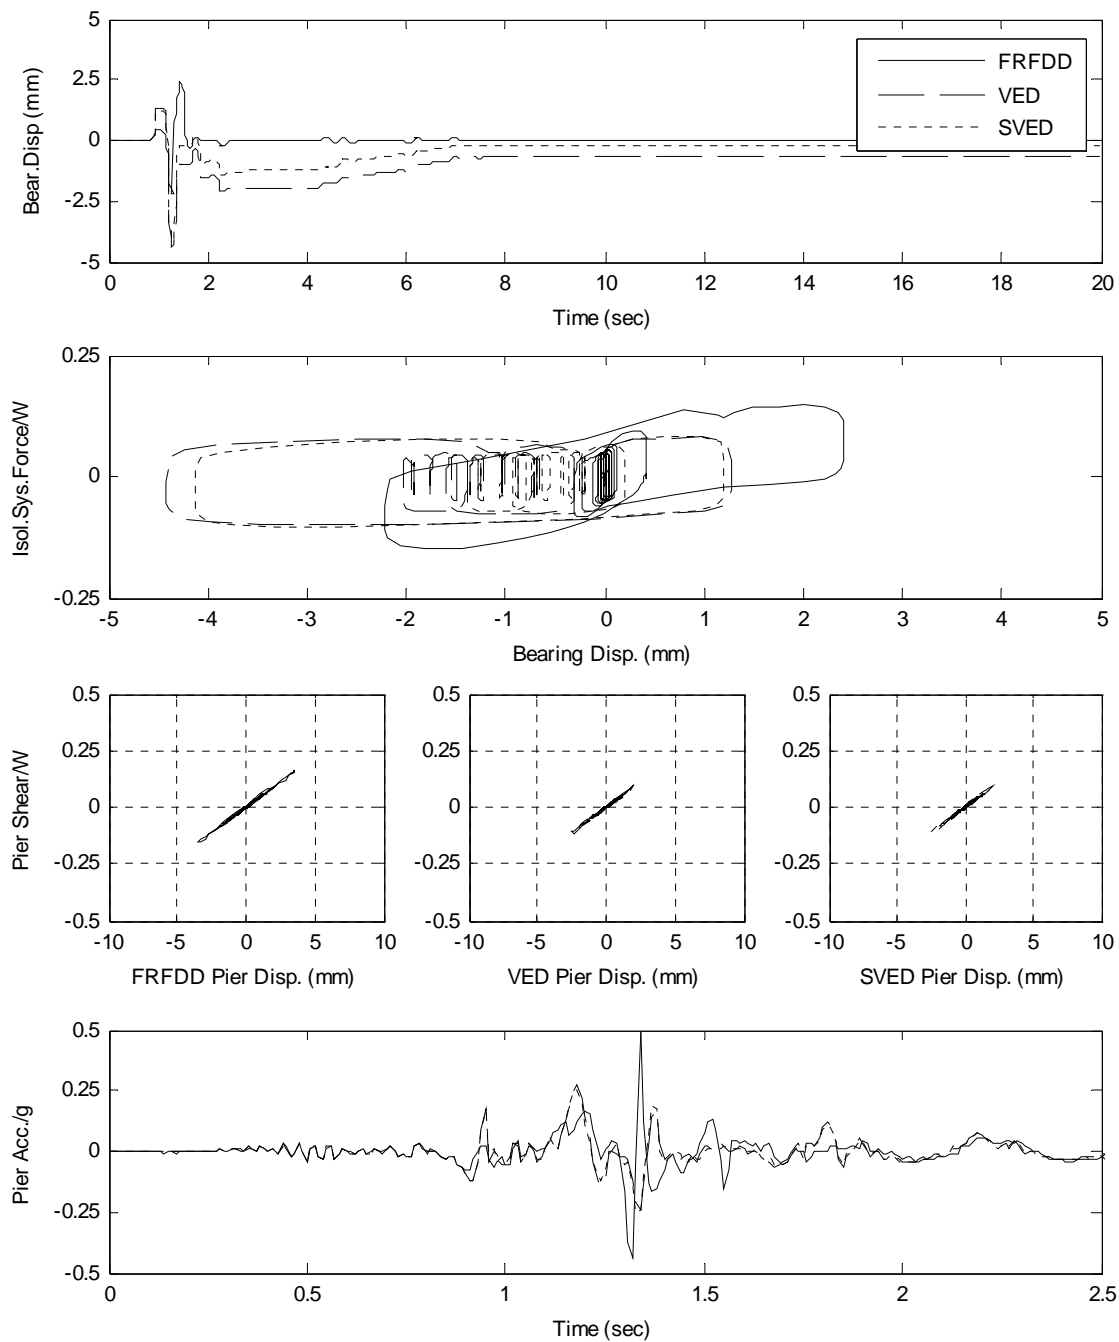 5
2.5
0
-2.5
-5
Bear.Disp (mm)
FRFDD
VED
SVED
0 2 4 6 8 10 12 14 16 18 20
Time (sec)
0.25
0
-0.25
Isol.Sys.Force/W
-5 -4 -3 -2 -1 0 1 2 3 4 5
Bearing Disp. (mm)
0.5 0.5 0.5
0.25 0.25 0.25
0 0 0
-0.25 -0.25 -0.25
-0.5 -0.5 -0.5
Pier Shear/W
-10 -5 0 5 10 -10 -5 0 5 10 -10 -5 0 5 10
FRFDD Pier Disp. (mm) VED Pier Disp. (mm) SVED Pier Disp. (mm)
0.5
0.25
0
-0.25
-0.5
Pier Acc./g
0 0.5 1 1.5 2 2.5
Time (sec)